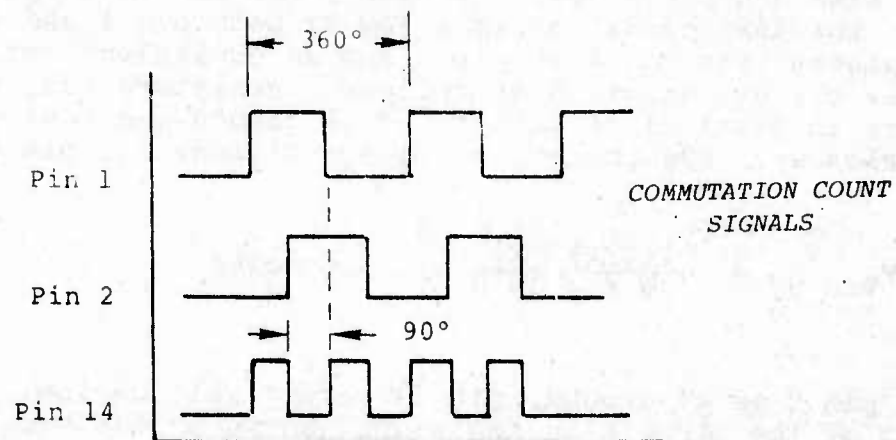 360°
Pin 1
COMMUTATION COUNT
SIGNALS
Pin 2
90°
Pin 14